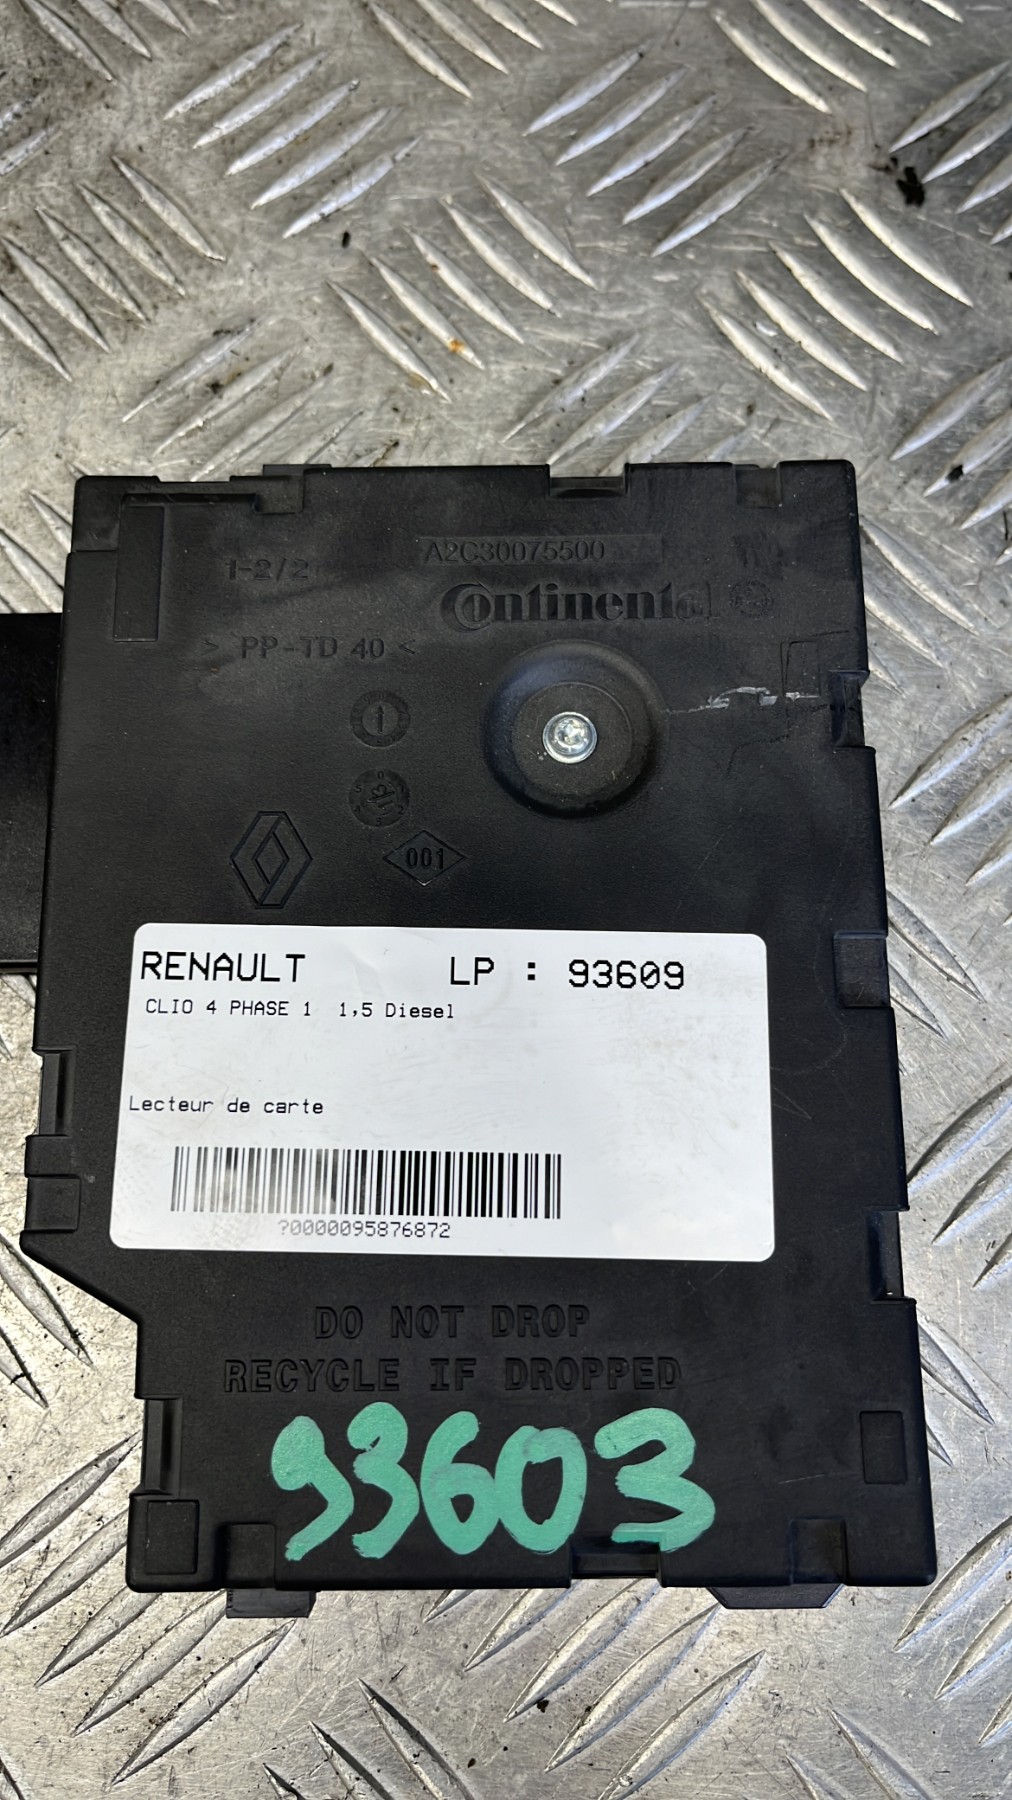 A2C30075500
1-2/2
Continental
> PP-TD 40 <
001
RENAULT LP : 93609
CLIO 4 PHASE 1 1,5 Diesel
Lecteur de carte
?0000095876872
DO NOT DROP
RECYCLE IF DROPPED
93603